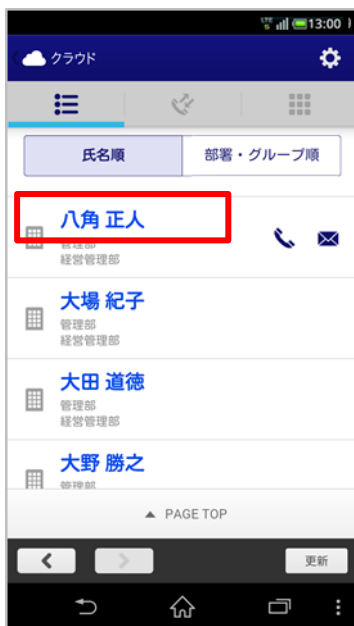 LTE 13:00
クラウド
氏名順 部署・グループ順
八角 正人
管理部
経営管理部
大場 紀子
管理部
経営管理部
大田 道徳
管理部
経営管理部
大野 勝之
管理部
▲ PAGE TOP
更新